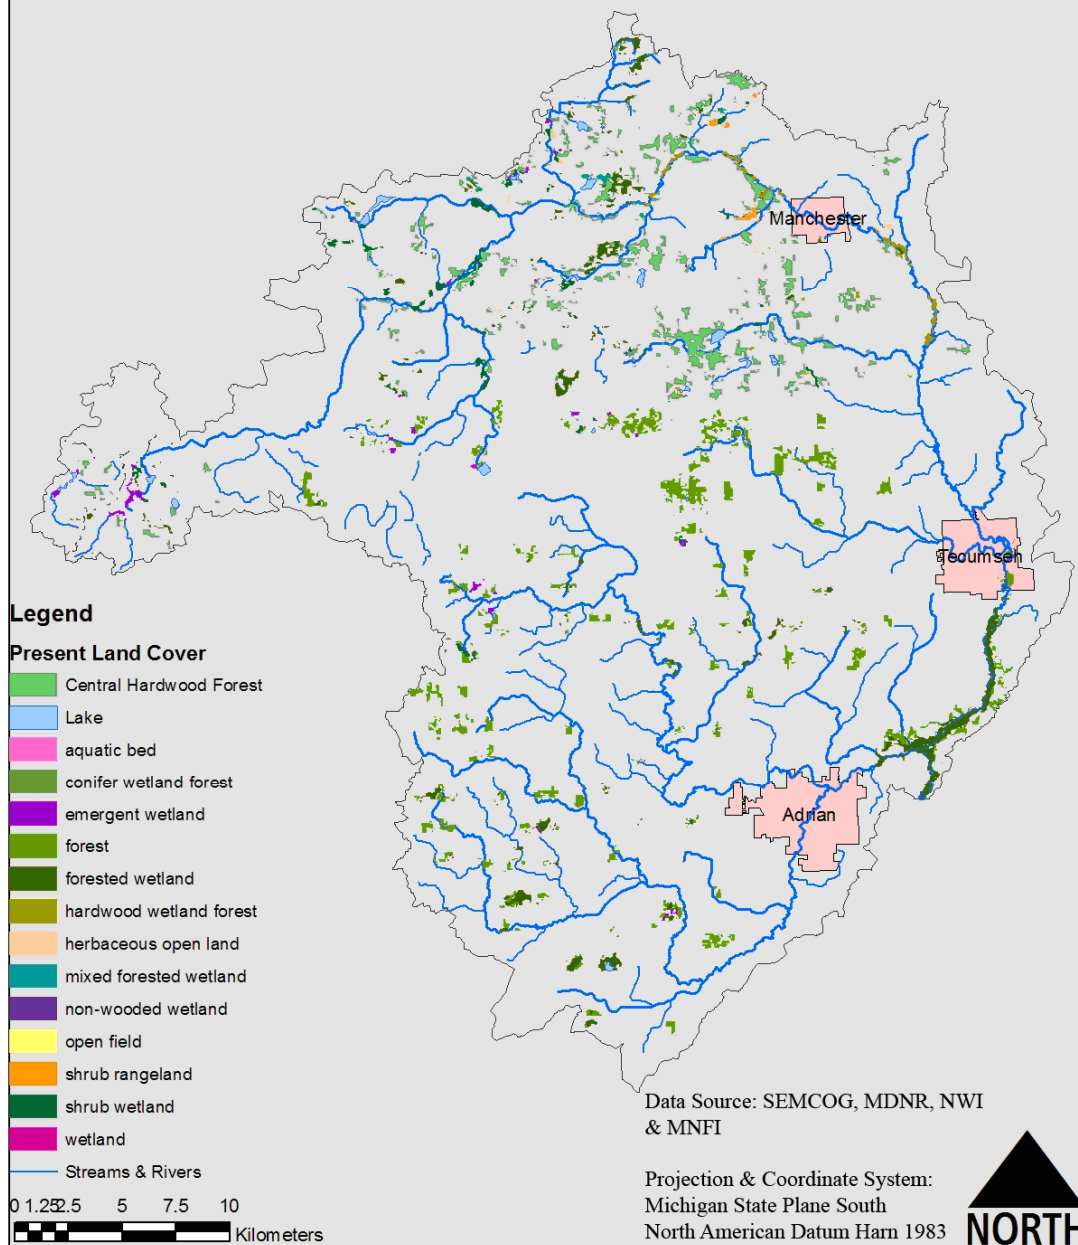 Manchester
Tecumseh
Adrian
Legend
Present Land Cover
Central Hardwood Forest
Lake
aquatic bed
conifer wetland forest
emergent wetland
forest
forested wetland
hardwood wetland forest
herbaceous open land
mixed forested wetland
non-wooded wetland
open field
shrub rangeland
shrub wetland
wetland
Streams & Rivers
0 1.252.5 5 7.5 10
Kilometers
Data Source: SEMCOG, MDNR, NWI
& MNFI
Projection & Coordinate System:
Michigan State Plane South
North American Datum Harn 1983
NORTH